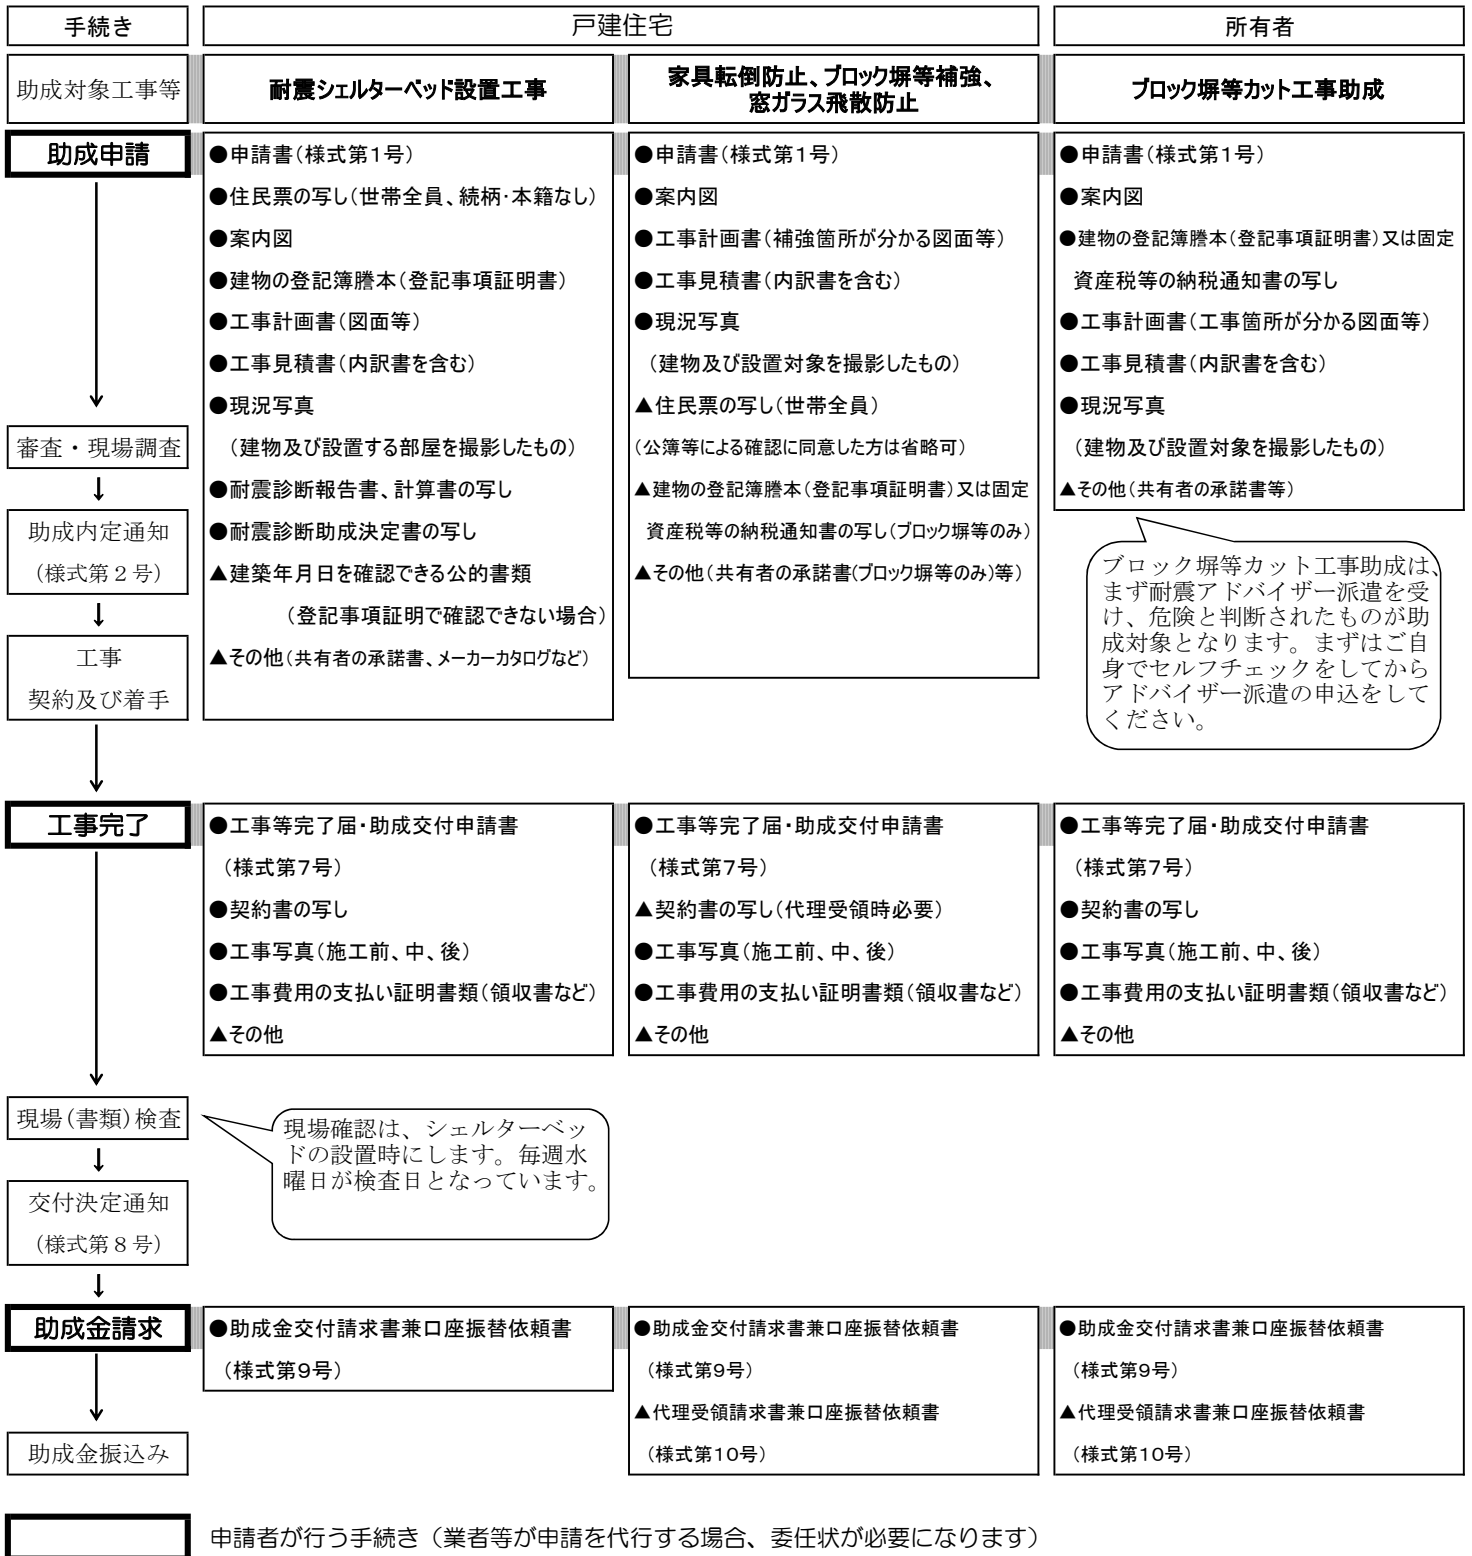 手続き
戸建住宅
所有者
助成対象工事等
耐震シェルターベッド設置工事
家具転倒防止、ブロック塀等補強、
窓ガラス飛散防止
ブロック塀等カット工事助成
助成申請
●申請書(様式第1号)
●住民票の写し(世帯全員、続柄・本籍なし)
●案内図
●建物の登記簿謄本(登記事項証明書)
●工事計画書(図面等)
●工事見積書(内訳書を含む)
●現況写真
(建物及び設置する部屋を撮影したもの)
●耐震診断報告書、計算書の写し
●耐震診断助成決定書の写し
▲建築年月日を確認できる公的書類
(登記事項証明で確認できない場合)
▲その他(共有者の承諾書、メーカーカタログなど)
●申請書(様式第1号)
●案内図
●工事計画書(補強箇所が分かる図面等)
●工事見積書(内訳書を含む)
●現況写真
(建物及び設置対象を撮影したもの)
▲住民票の写し(世帯全員)
(公簿等による確認に同意した方は省略可)
▲建物の登記簿謄本(登記事項証明書)又は固定
資産税等の納税通知書の写し(ブロック塀等のみ)
▲その他(共有者の承諾書(ブロック塀等のみ)等)
●申請書(様式第1号)
●案内図
●建物の登記簿謄本(登記事項証明書)又は固定
資産税等の納税通知書の写し
●工事計画書(工事箇所が分かる図面等)
●工事見積書(内訳書を含む)
●現況写真
(建物及び設置対象を撮影したもの)
▲その他(共有者の承諾書等)
ブロック塀等カット工事助成は、
まず耐震アドバイザー派遣を受
け、危険と判断されたものが助
成対象となります。まずはご自
身でセルフチェックをしてから
アドバイザー派遣の申込をして
ください。
審査・現場調査
助成内定通知
(様式第2号)
工事
契約及び着手
工事完了
●工事等完了届・助成交付申請書
(様式第7号)
●契約書の写し
●工事写真(施工前、中、後)
●工事費用の支払い証明書類(領収書など)
▲その他
●工事等完了届・助成交付申請書
(様式第7号)
▲契約書の写し(代理受領時必要)
●工事写真(施工前、中、後)
●工事費用の支払い証明書類(領収書など)
▲その他
●工事等完了届・助成交付申請書
(様式第7号)
●契約書の写し
●工事写真(施工前、中、後)
●工事費用の支払い証明書類(領収書など)
▲その他
現場(書類)検査
現場確認は、シェルターベッ
ドの設置時にします。毎週水
曜日が検査日となっています。
交付決定通知
(様式第8号)
助成金請求
●助成金交付請求書兼口座振替依頼書
(様式第9号)
●助成金交付請求書兼口座振替依頼書
(様式第9号)
▲代理受領請求書兼口座振替依頼書
(様式第10号)
●助成金交付請求書兼口座振替依頼書
(様式第9号)
▲代理受領請求書兼口座振替依頼書
(様式第10号)
助成金振込み
申請者が行う手続き(業者等が申請を代行する場合、委任状が必要になります)